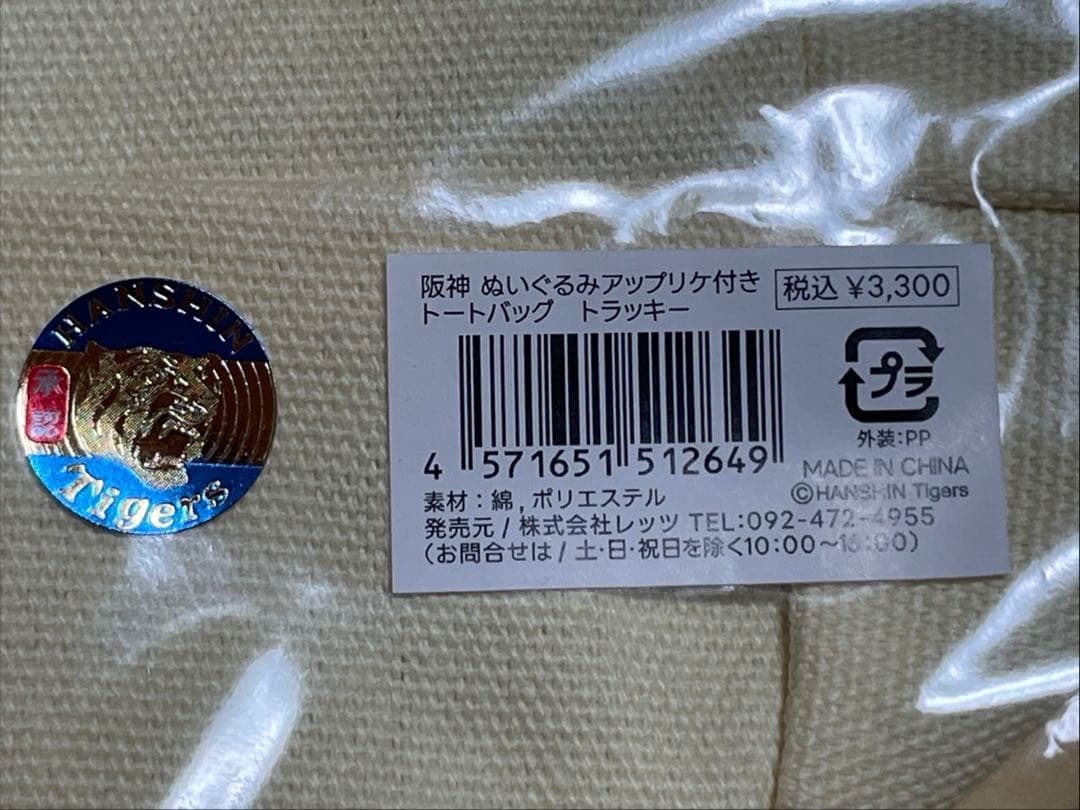 HANSHIN
承認
Tigers
阪神 ぬいぐるみアップリケ付き
トートバッグ　トラッキー
税込 ¥3,300
プラ
外装:PP
4 571651 512649
MADE IN CHINA
©HANSHIN Tigers
素材:綿,ポリエステル
発売元/株式会社レッツ TEL:092-472-4955
(お問合せは/土・日・祝日を除く10:00〜16:00)